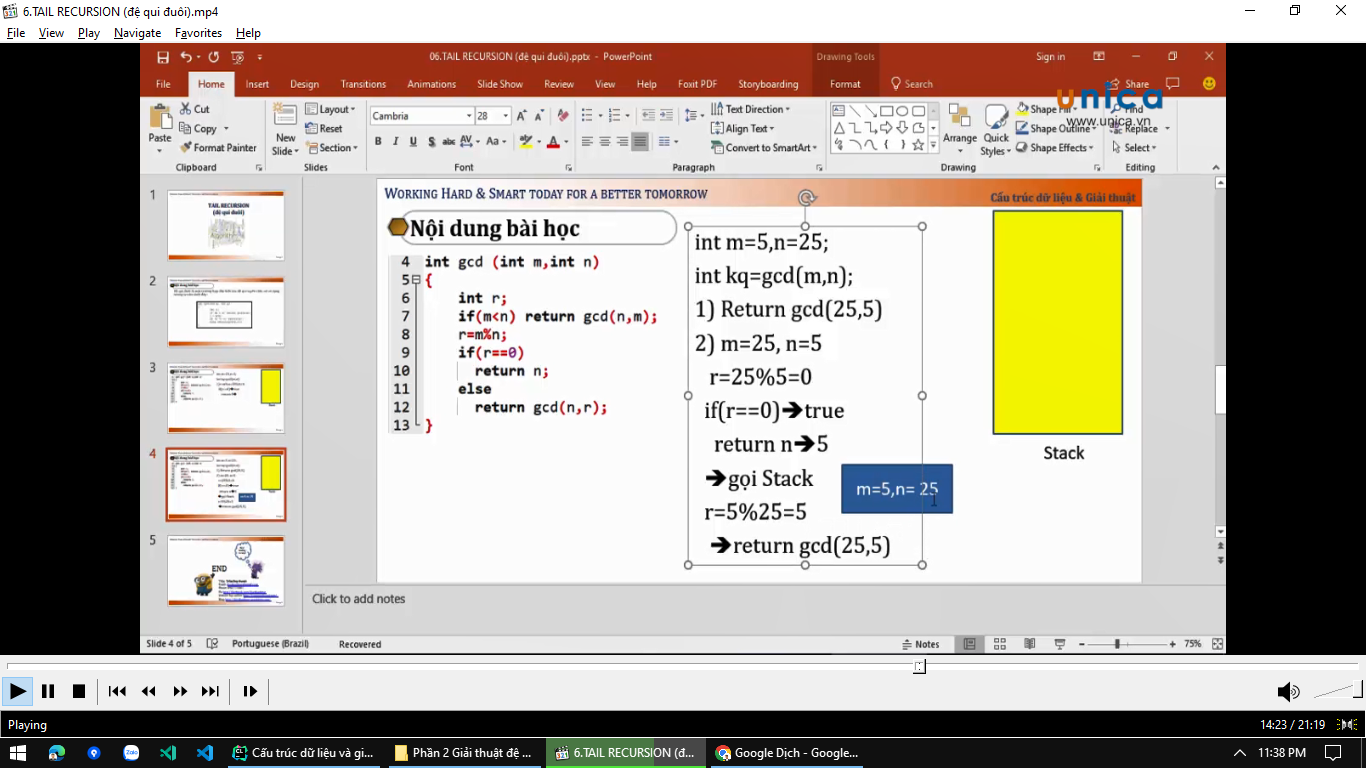 6.TAIL RECURSION (đệ qui đuôi).mp4
File View Play Navigate Favorites Help
06.TAIL RECURSION (đệ qui đuôi).pptx - PowerPoint
Drawing Tools
Sign in
File Home Insert Design Transitions Animations Slide Show Review View Help Foxit PDF Storyboarding Format Search Share
unica
www.unica.vn
Paste
Cut
Copy
Format Painter
Clipboard
New Slide
Layout
Reset
Section
Slides
Cambria 28
B I U S abc AV Aa A
Font
Text Direction
Align Text
Convert to SmartArt
Paragraph
Arrange
Quick Styles
Shape Fill
Shape Outline
Shape Effects
Drawing
Find
Replace
Select
Editing
1
2
3
4
5
TAIL RECURSION
(đệ qui đuôi)
END
WORKING HARD & SMART TODAY FOR A BETTER TOMORROW
Cấu trúc dữ liệu & Giải thuật
Nội dung bài học
4 int gcd (int m,int n)
5 {
6 int r;
7 if(m<n) return gcd(n,m);
8 r=m%n;
9 if(r==0)
10 return n;
11 else
12 return gcd(n,r);
13 }
int m=5,n=25;
int kq=gcd(m,n);
1) Return gcd(25,5)
2) m=25, n=5
r=25%5=0
if(r==0)➔true
return n➔5
➔gọi Stack
r=5%25=5
➔return gcd(25,5)
m=5,n= 25
Stack
Click to add notes
Slide 4 of 5 Portuguese (Brazil) Recovered Notes 75%
Playing
14:23 / 21:19
Cấu trúc dữ liệu và gi...
Phần 2 Giải thuật đệ ...
6.TAIL RECURSION (đ...
Google Dịch - Google...
11:38 PM